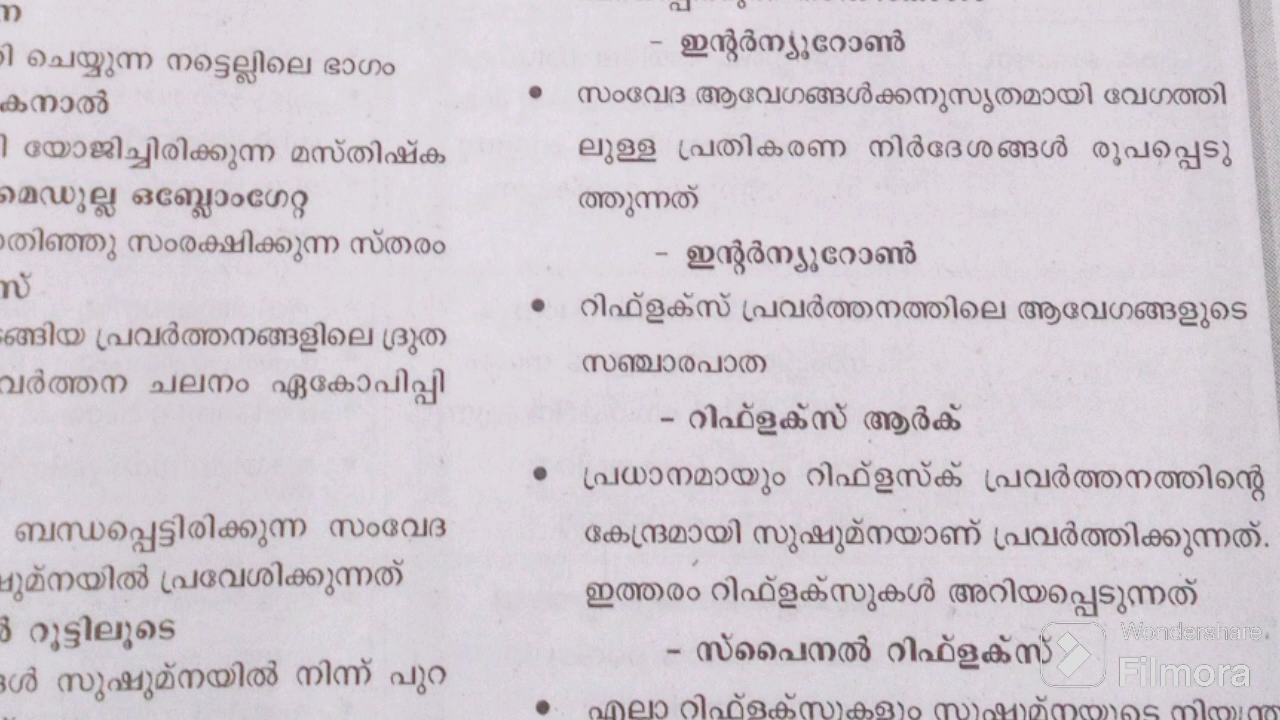 ചെയ്യുന്ന നട്ടെല്ലിലെ ഭാഗം
കനാൽ
യോജിച്ചിരിക്കുന്ന മസ്തിഷ്ക
മെഡുല്ല ഒബ്ലോംഗേറ്റ
സംരക്ഷിക്കുന്ന സ്തരം
പ്രവർത്തനങ്ങളിലെ ദ്രുത
ചലനം ഏകോപിപ്പി
ബന്ധപ്പെട്ടിരിക്കുന്ന സംവേദ
പ്രവേശിക്കുന്നത്
റൂട്ടിലൂടെ
സുഷുമ്നയിൽ നിന്ന് പുറ
– ഇന്റർന്യൂറോൺ
• സംവേദ ആവേഗങ്ങൾക്കനുസൃതമായി വേഗത്തി
ലുള്ള പ്രതികരണ നിർദേശങ്ങൾ രൂപപ്പെടു
ത്തുന്നത്
– ഇന്റർന്യൂറോൺ
• റിഫ്ളക്സ് പ്രവർത്തനത്തിലെ ആവേഗങ്ങളുടെ
സഞ്ചാരപാത
– റിഫ്ളക്സ് ആർക്
• പ്രധാനമായും റിഫ്ളസ്ക് പ്രവർത്തനത്തിന്റെ
കേന്ദ്രമായി സുഷുമ്നയാണ് പ്രവർത്തിക്കുന്നത്.
ഇത്തരം റിഫ്ളക്സുകൾ അറിയപ്പെടുന്നത്
– സ്പൈനൽ റിഫ്ളക്സ്
• എല്ലാ റിഫ്ളക്സുകളും സുഷുമ്നയുടെ
Wondershare
Filmora